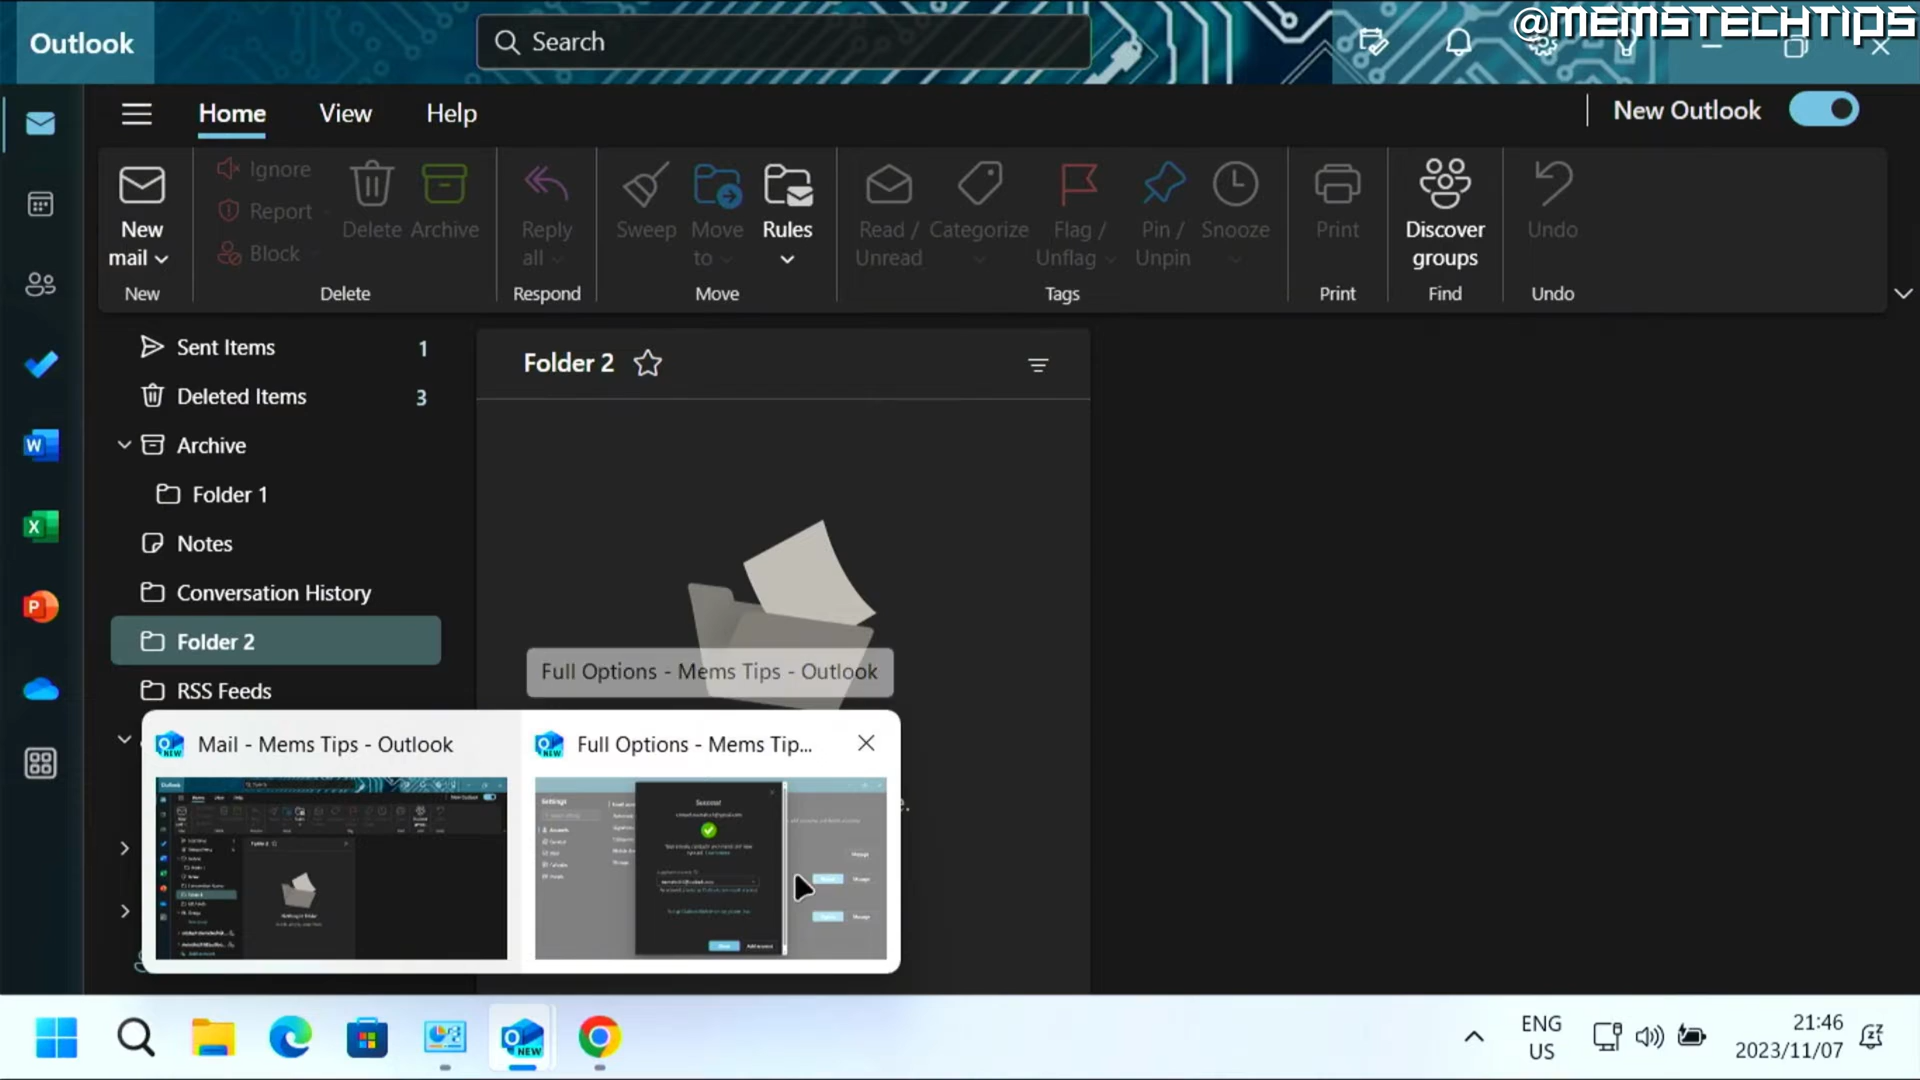 @MEMSTECHTIPS
Outlook
Search
Home
View
Help
New Outlook
New
mail
New
Ignore
Report
Block
Delete
Archive
Delete
Reply
all
Respond
Sweep
Move
to
Rules
Move
Read /
Unread
Categorize
Flag /
Unflag
Pin /
Unpin
Snooze
Tags
Print
Print
Discover
groups
Find
Undo
Undo
Sent Items 1
Deleted Items 3
Archive
Folder 1
Notes
Conversation History
Folder 2
RSS Feeds
Folder 2
Full Options - Mems Tips - Outlook
Mail - Mems Tips - Outlook
Full Options - Mems Tip...
Settings
Success!
ENG
US
21:46
2023/11/07